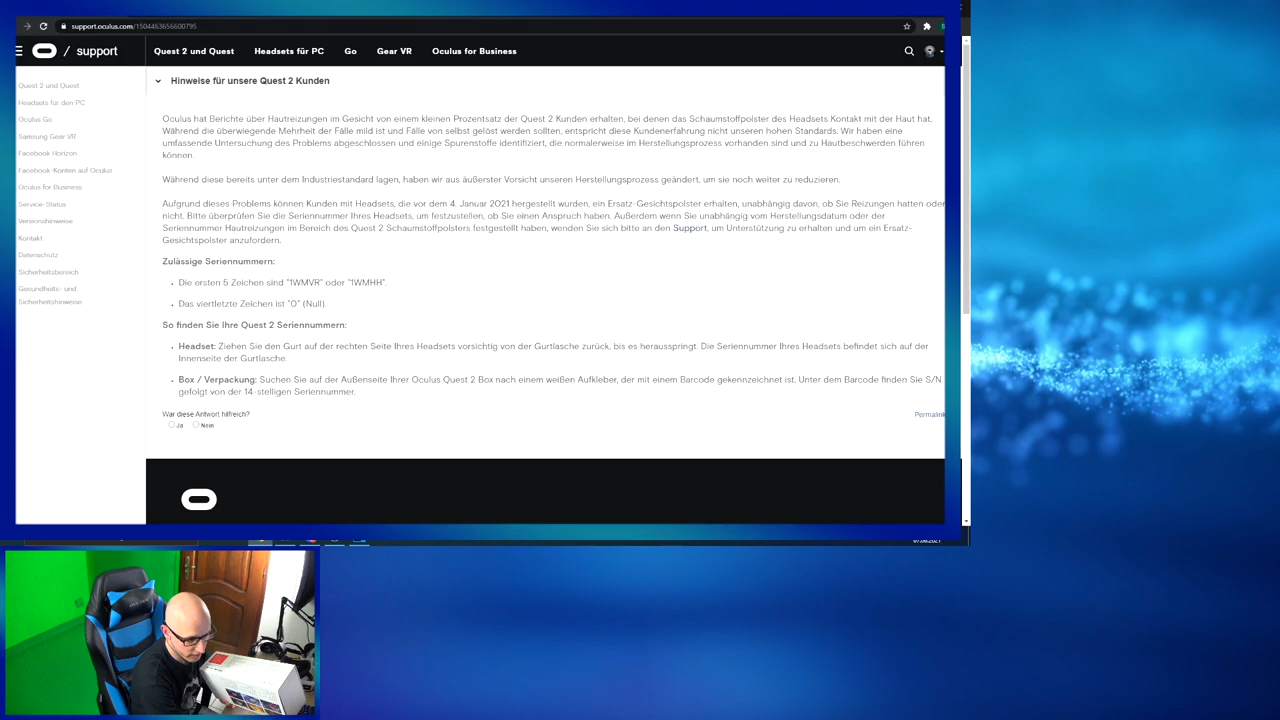 support.oculus.com/1504463656600795
/ support
Quest 2 und Quest
Headsets für PC
Go
Gear VR
Oculus for Business
Quest 2 und Quest
Headsets für den PC
Oculus Go
Samsung Gear VR
Facebook Horizon
Facebook-Konten auf Oculus
Oculus for Business
Service-Status
Versionshinweise
Kontakt
Datenschutz
Sicherheitsbereich
Gesundheits- und
Sicherheitshinweise
Hinweise für unsere Quest 2 Kunden
Oculus hat Berichte über Hautreizungen im Gesicht von einem kleinen Prozentsatz der Quest 2 Kunden erhalten, bei denen das Schaumstoffpolster des Headsets Kontakt mit der Haut hat.
Während die überwiegende Mehrheit der Fälle mild ist und Fälle von selbst gelöst werden sollten, entspricht diese Kundenerfahrung nicht unseren hohen Standards. Wir haben eine
umfassende Untersuchung des Problems abgeschlossen und einige Spurenstoffe identifiziert, die normalerweise im Herstellungsprozess vorhanden sind und zu Hautbeschwerden führen
können.
Während diese bereits unter dem Industriestandard lagen, haben wir aus äußerster Vorsicht unseren Herstellungsprozess geändert, um sie noch weiter zu reduzieren.
Aufgrund dieses Problems können Kunden mit Headsets, die vor dem 4. Januar 2021 hergestellt wurden, ein Ersatz-Gesichtspolster erhalten, unabhängig davon, ob Sie Reizungen hatten oder
nicht. Bitte überprüfen Sie die Seriennummer Ihres Headsets, um festzustellen, ob Sie einen Anspruch haben. Außerdem wenn Sie unabhängig vom Herstellungsdatum oder der
Seriennummer Hautreizungen im Bereich des Quest 2 Schaumstoffpolsters festgestellt haben, wenden Sie sich bitte an den Support, um Unterstützung zu erhalten und um ein Ersatz-
Gesichtspolster anzufordern.
Zulässige Seriennummern:
• Die ersten 5 Zeichen sind "1WMVR" oder "1WMHH".
• Das viertletzte Zeichen ist "0" (Null).
So finden Sie Ihre Quest 2 Seriennummern:
• Headset: Ziehen Sie den Gurt auf der rechten Seite Ihres Headsets vorsichtig von der Gurtlasche zurück, bis es herausspringt. Die Seriennummer Ihres Headsets befindet sich auf der
Innenseite der Gurtlasche.
• Box / Verpackung: Suchen Sie auf der Außenseite Ihrer Oculus Quest 2 Box nach einem weißen Aufkleber, der mit einem Barcode gekennzeichnet ist. Unter dem Barcode finden Sie S/N
gefolgt von der 14-stelligen Seriennummer.
War diese Antwort hilfreich?
Permalink
Ja
Nein